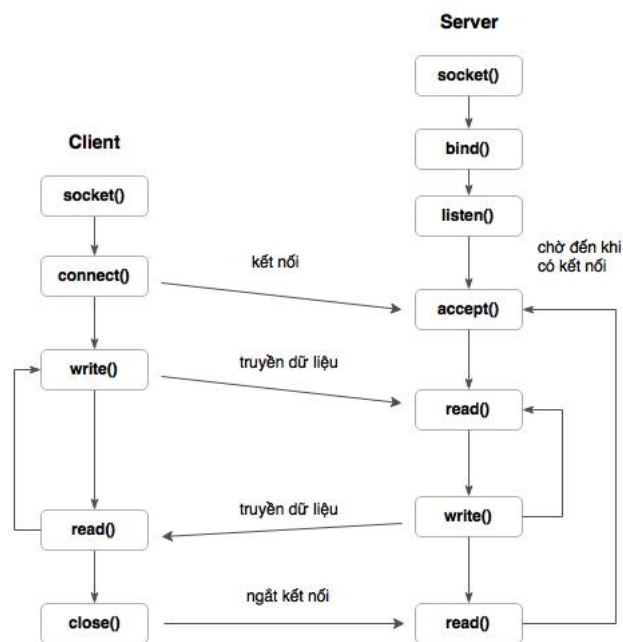 Server
socket()
bind()
Client
socket()
listen()
chờ đến khi
có kết nối
kết nối
connect()
accept()
truyền dữ liệu
write()
read()
truyền dữ liệu
write()
read()
ngắt kết nối
close()
read()